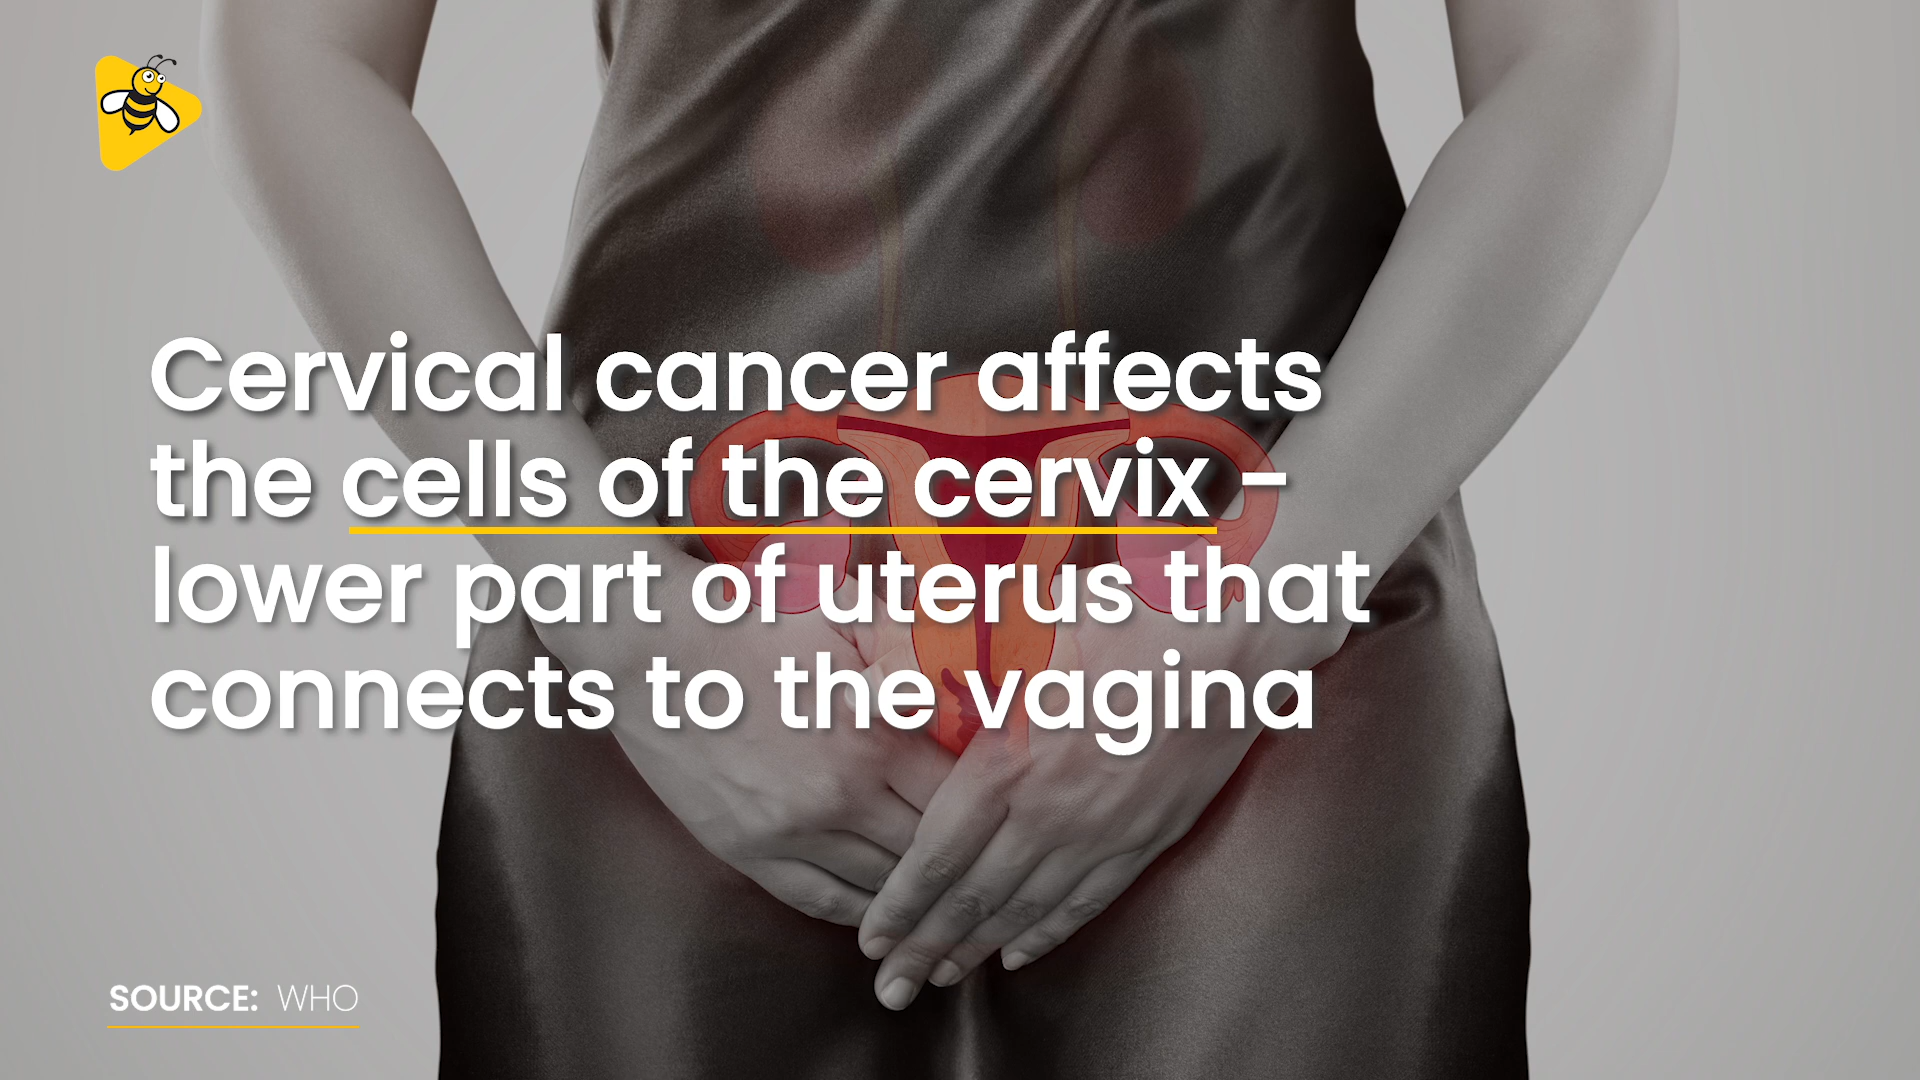 Cervical cancer affects
the cells of the cervix -
lower part of uterus that
connects to the vagina
SOURCE: WHO